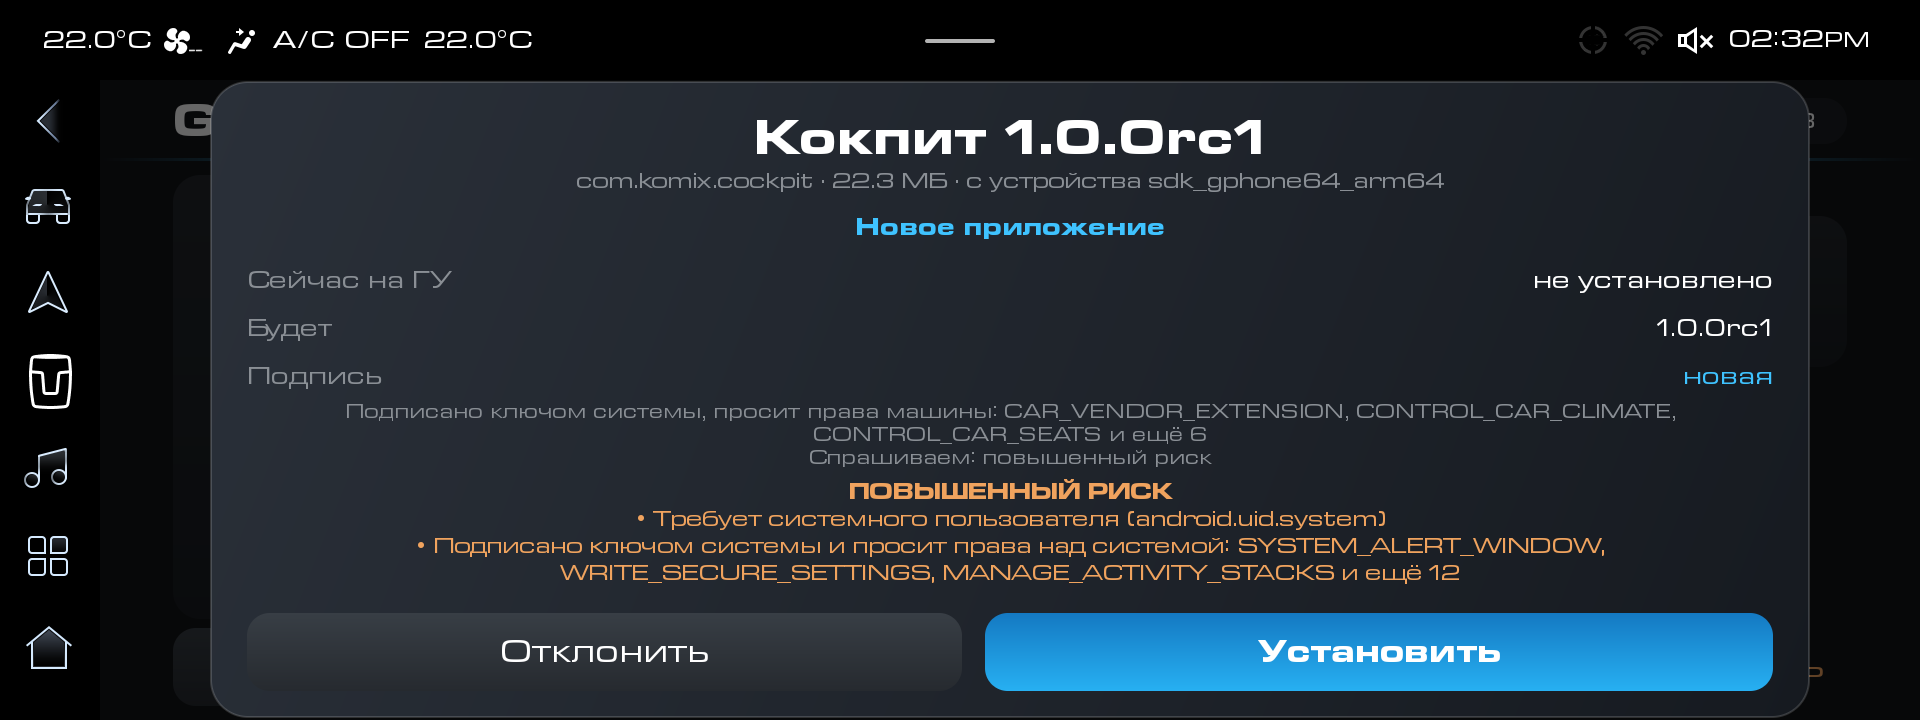 22.0°C -- A/C OFF 22.0°C 02:32PM
Кокпит 1.0.0rc1
com.komix.cockpit · 22.3 МБ · с устройства sdk_gphone64_arm64
Новое приложение
Сейчас на ГУ не установлено
Будет 1.0.0rc1
Подпись новая
Подписано ключом системы, просит права машины: CAR_VENDOR_EXTENSION, CONTROL_CAR_CLIMATE,
CONTROL_CAR_SEATS и ещё 6
Спрашиваем: повышенный риск
ПОВЫШЕННЫЙ РИСК
• Требует системного пользователя (android.uid.system)
• Подписано ключом системы и просит права над системой: SYSTEM_ALERT_WINDOW,
WRITE_SECURE_SETTINGS, MANAGE_ACTIVITY_STACKS и ещё 12
Отклонить Установить